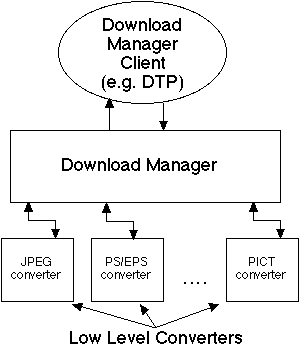 Download
Manager
Client
(e.g. DTP)
Download Manager
JPEG
converter
PS/EPS
converter
....
PICT
converter
Low Level Converters